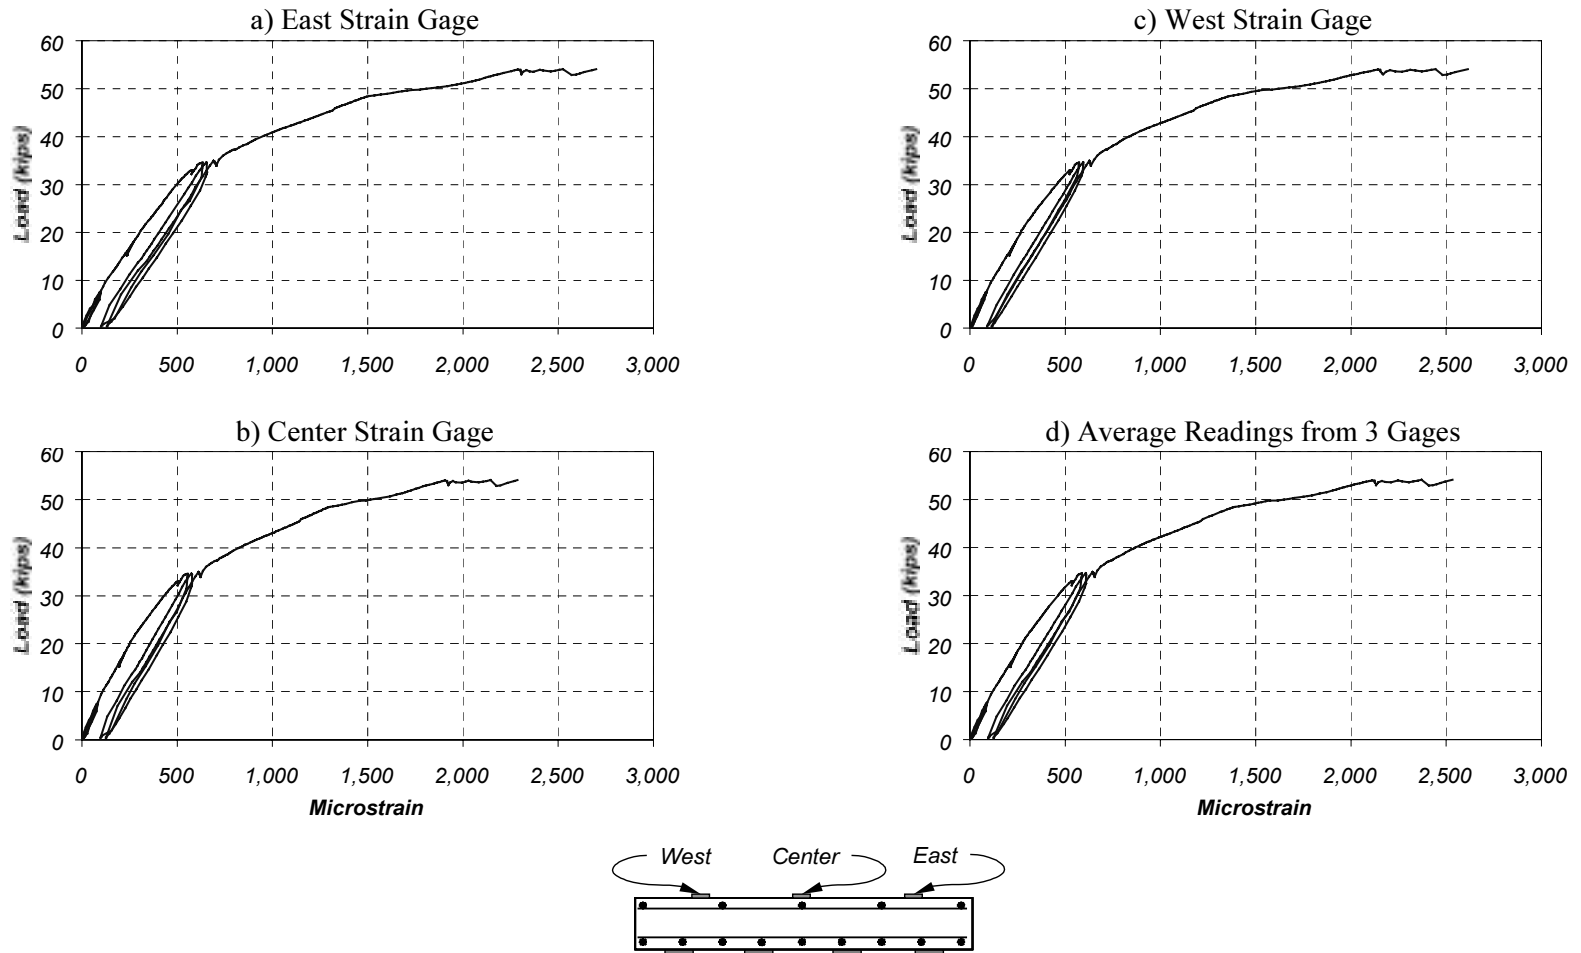 a) East Strain Gage
60
50
40
30
20
10
0
Load (kips)
0 500 1,000 1,500 2,000 2,500 3,000
c) West Strain Gage
60
50
40
30
20
10
0
Load (kips)
0 500 1,000 1,500 2,000 2,500 3,000
b) Center Strain Gage
60
50
40
30
20
10
0
Load (kips)
0 500 1,000 1,500 2,000 2,500 3,000
Microstrain
d) Average Readings from 3 Gages
60
50
40
30
20
10
0
Load (kips)
0 500 1,000 1,500 2,000 2,500 3,000
Microstrain
West Center East